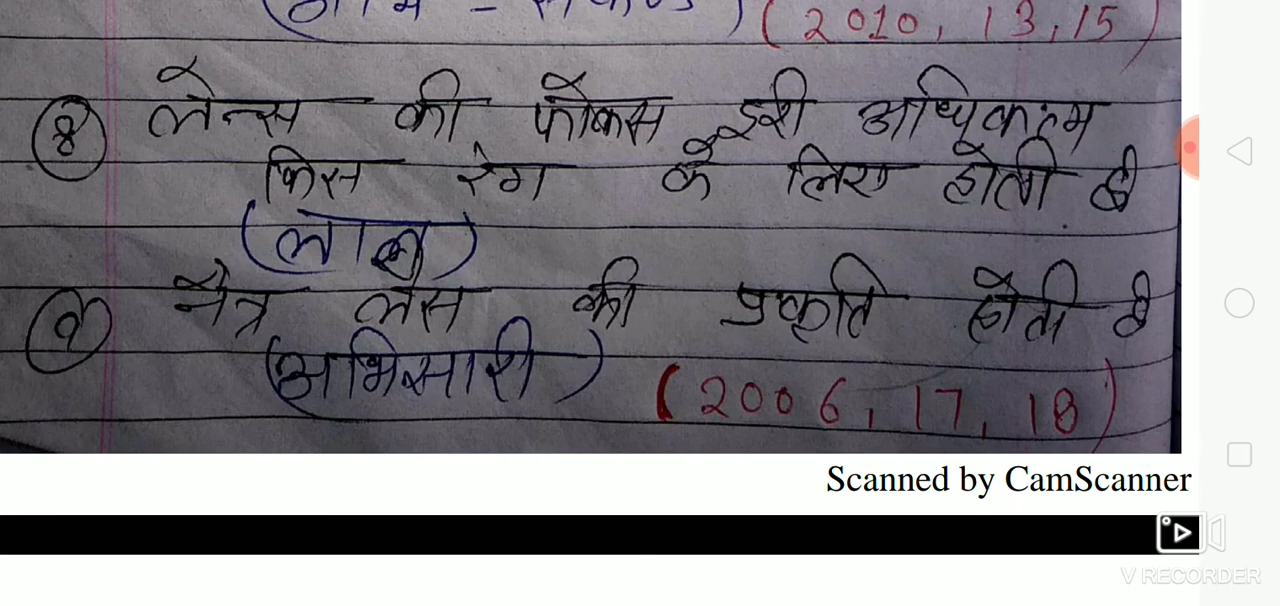 (2010, 13, 15)
8 लेन्स की फोकस दूरी अधिकतम
किस रंग के लिए होती है
(लाल)
9 नेत्र लेंस की प्रकृति होती है
(अभिसारी) (2006, 17, 18)
Scanned by CamScanner
V RECORDER